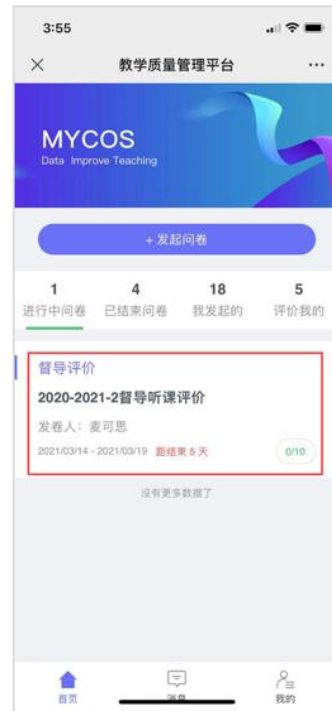 3:55
教学质量管理平台
MYCOS
Data Improve Teaching
+ 发起问卷
1 4 18 5
进行中问卷 已结束问卷 我发起的 评价我的
督导评价
2020-2021-2督导听课评价
发卷人：麦可思
2021/03/14 - 2021/03/19 距结束 5 天 0/10
没有更多数据了
首页 消息 我的